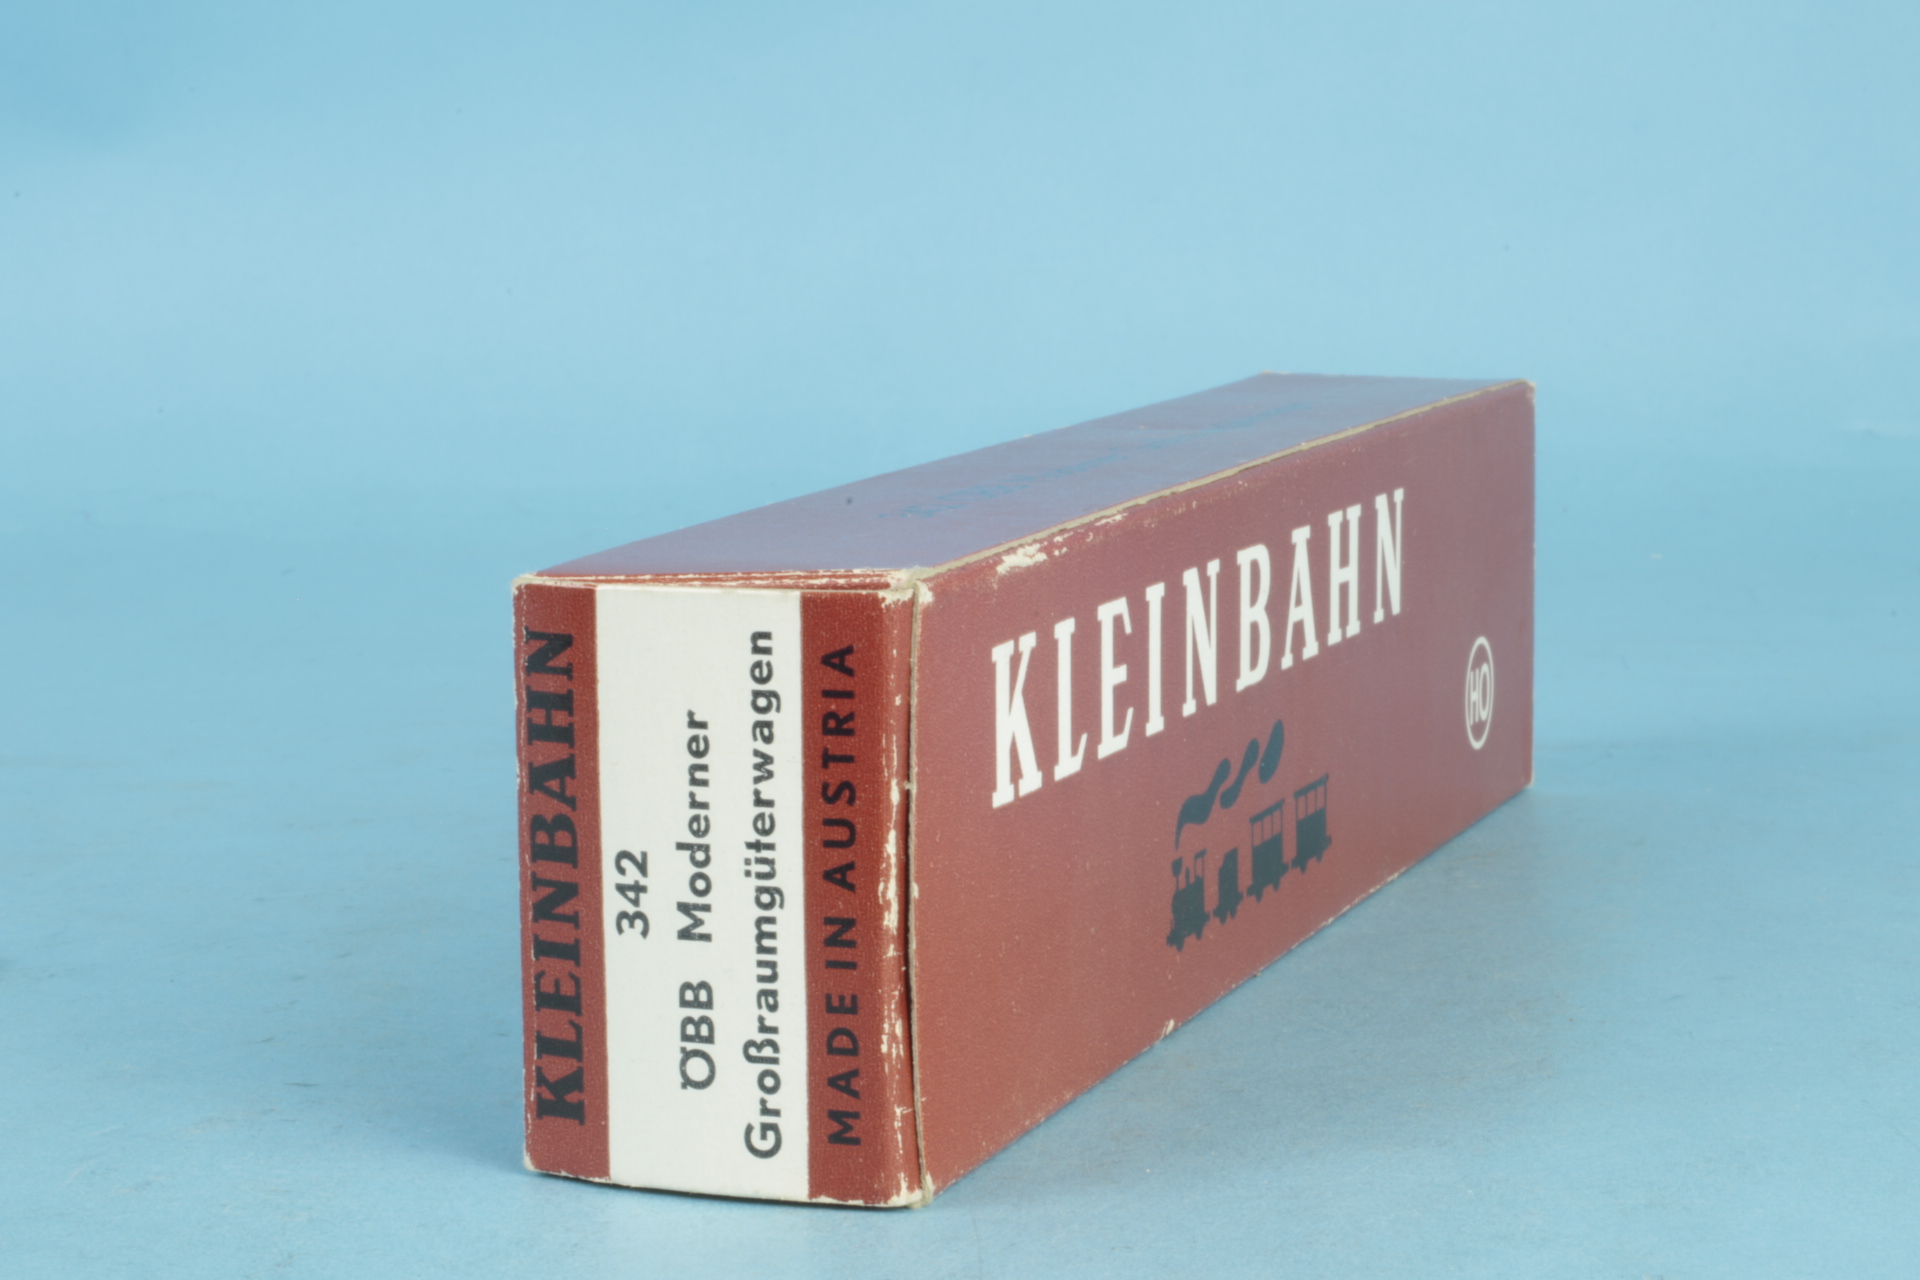 KLEINBAHN
342
ÖBB Moderner
Großraumgüterwagen
MADE IN AUSTRIA
KLEINBAHN
HO